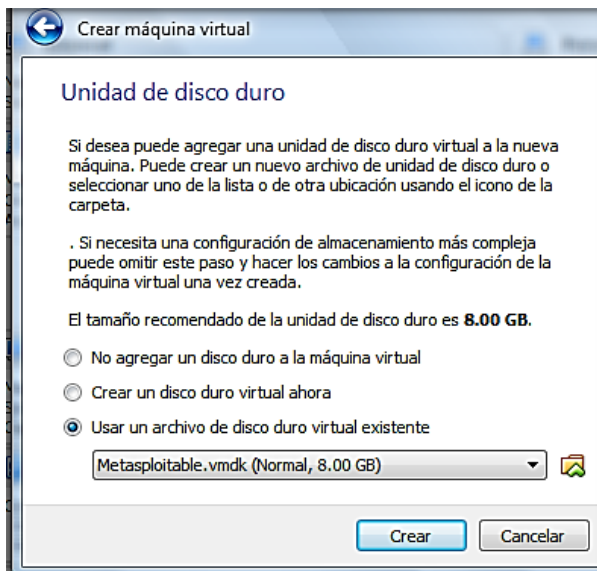 Crear máquina virtual
Unidad de disco duro
Si desea puede agregar una unidad de disco duro virtual a la nueva
máquina. Puede crear un nuevo archivo de unidad de disco duro o
seleccionar uno de la lista o de otra ubicación usando el icono de la
carpeta.
. Si necesita una configuración de almacenamiento más compleja
puede omitir este paso y hacer los cambios a la configuración de la
máquina virtual una vez creada.
El tamaño recomendado de la unidad de disco duro es 8.00 GB.
No agregar un disco duro a la máquina virtual
Crear un disco duro virtual ahora
Usar un archivo de disco duro virtual existente
Metasploitable.vmdk (Normal, 8.00 GB)
Crear
Cancelar